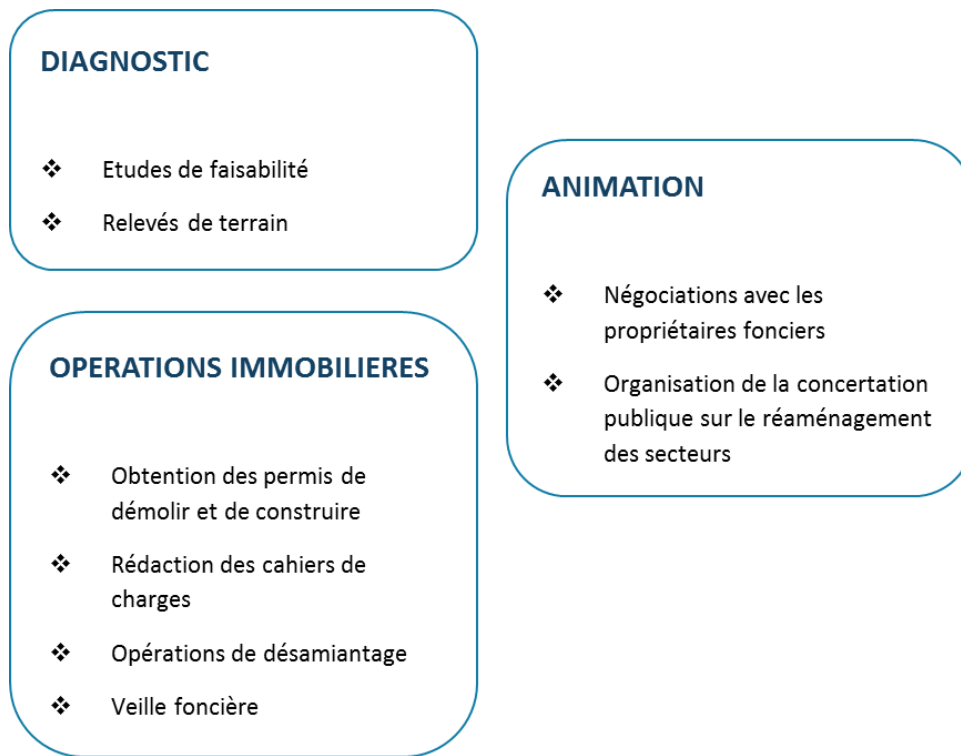 DIAGNOSTIC
❖ Etudes de faisabilité
❖ Relevés de terrain
OPERATIONS IMMOBILIERES
❖ Obtention des permis de
démolir et de construire
❖ Rédaction des cahiers de
charges
❖ Opérations de désamiantage
❖ Veille foncière
ANIMATION
❖ Négociations avec les
propriétaires fonciers
❖ Organisation de la concertation
publique sur le réaménagement
des secteurs